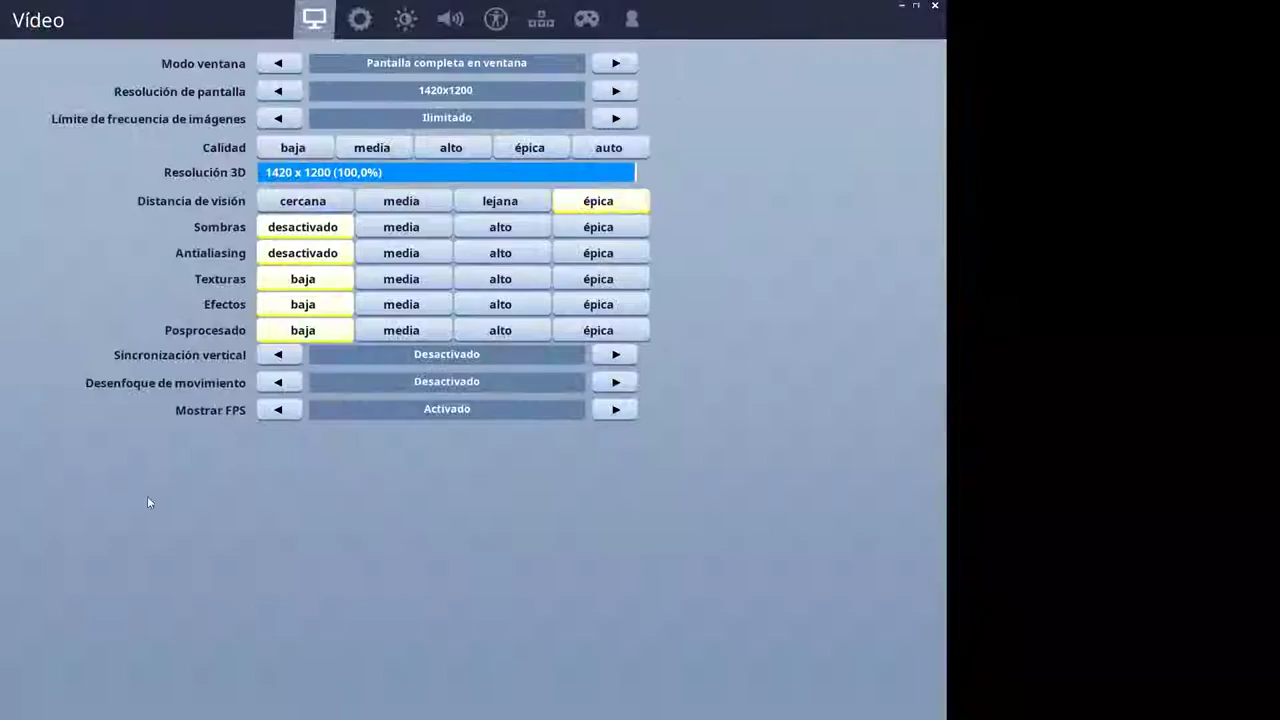 Vídeo
Modo ventana Pantalla completa en ventana
Resolución de pantalla 1420x1200
Límite de frecuencia de imágenes Ilimitado
Calidad baja media alto épica auto
Resolución 3D 1420 x 1200 (100,0%)
Distancia de visión cercana media lejana épica
Sombras desactivado media alto épica
Antialiasing desactivado media alto épica
Texturas baja media alto épica
Efectos baja media alto épica
Posprocesado baja media alto épica
Sincronización vertical Desactivado
Desenfoque de movimiento Desactivado
Mostrar FPS Activado